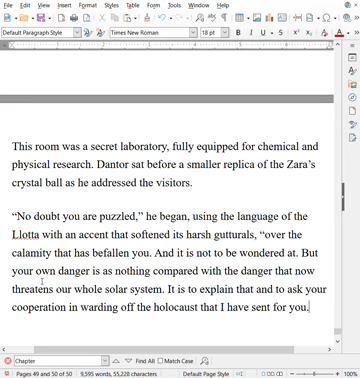 File Edit View Insert Format Styles Table Form Tools Window Help
Default Paragraph Style Times New Roman 18 pt
This room was a secret laboratory, fully equipped for chemical and
physical research. Dantor sat before a smaller replica of the Zara’s
crystal ball as he addressed the visitors.
“No doubt you are puzzled,” he began, using the language of the
Llotta with an accent that softened its harsh gutturals, “over the
calamity that has befallen you. And it is not to be wondered at. But
your own danger is as nothing compared with the danger that now
threatens our whole solar system. It is to explain that and to ask your
cooperation in warding off the holocaust that I have sent for you.
Chapter Find All Match Case
Pages 49 and 50 of 50 9,595 words, 55,228 characters Default Page Style 100%